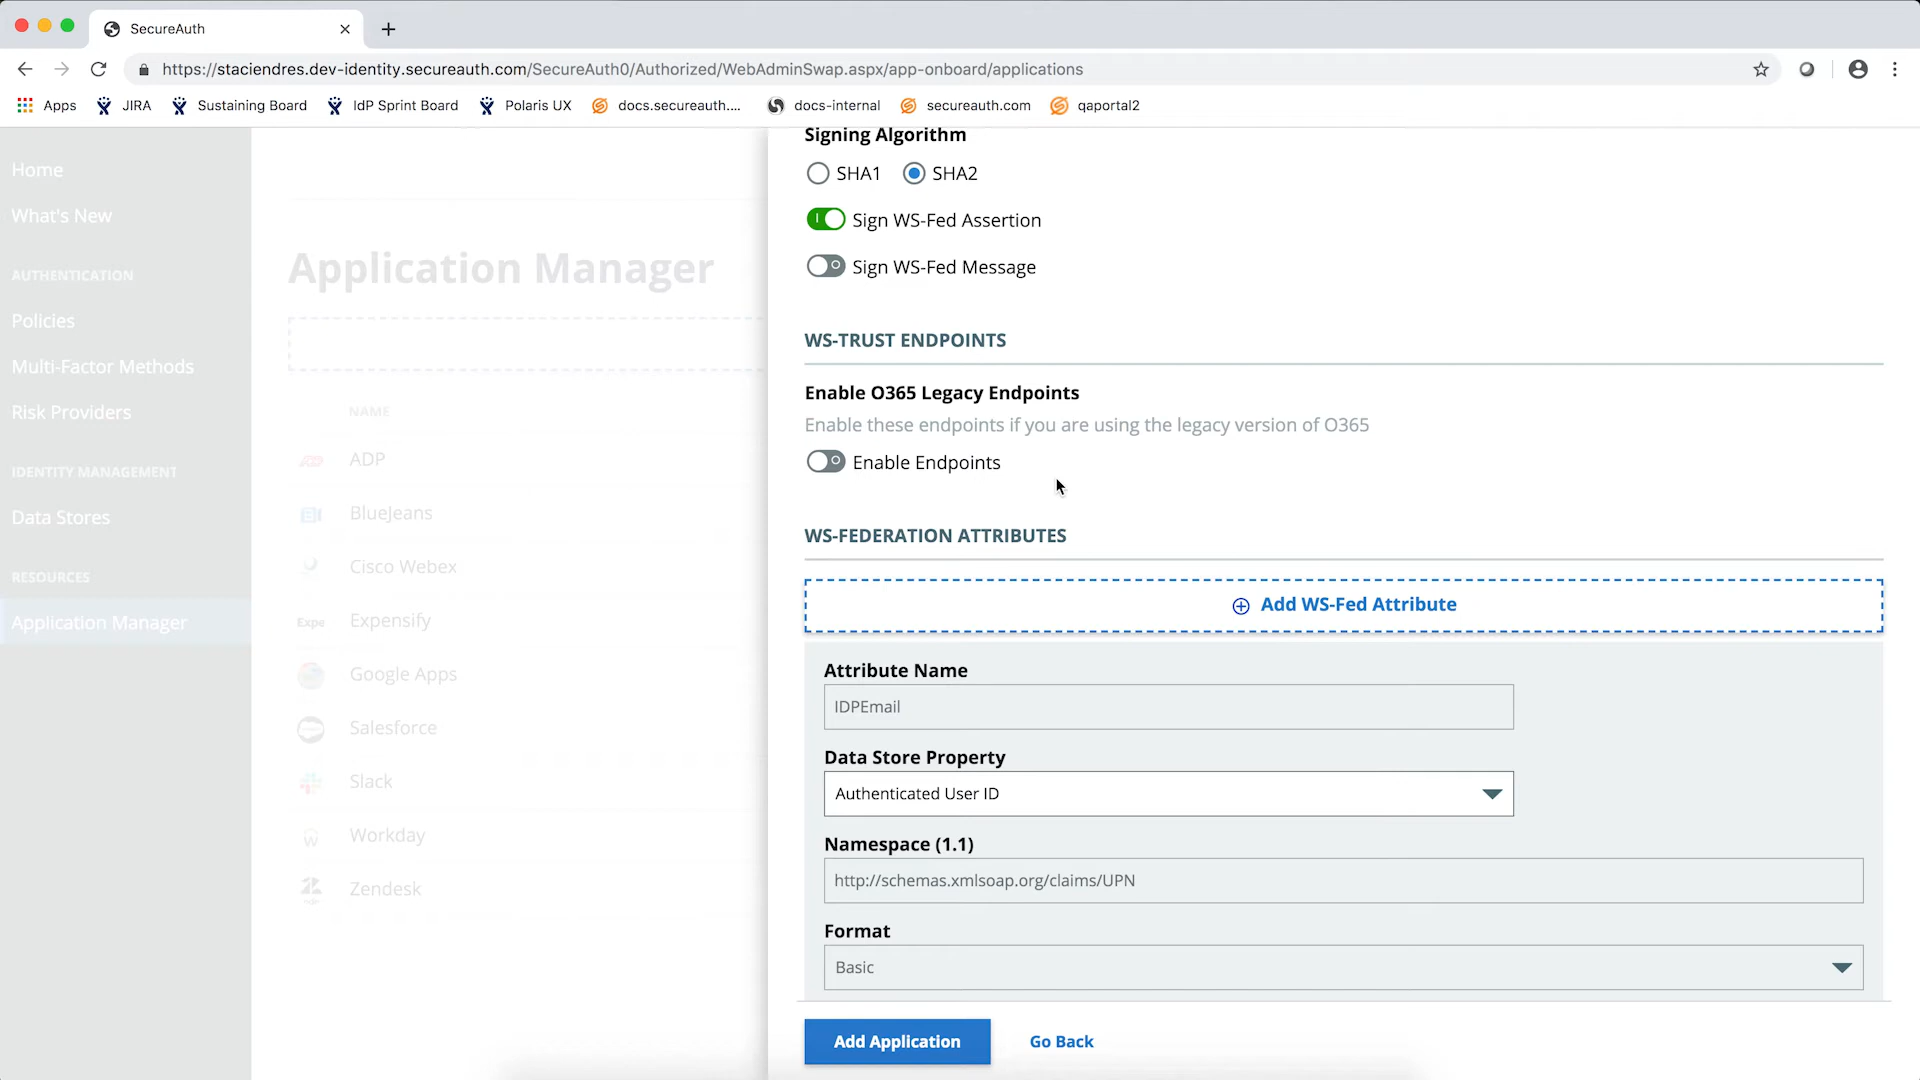 SecureAuth
https://staciendres.dev-identity.secureauth.com/SecureAuth0/Authorized/WebAdminSwap.aspx/app-onboard/applications
Apps JIRA Sustaining Board IdP Sprint Board Polaris UX docs.secureauth.... docs-internal secureauth.com qaportal2
Home
What's New
AUTHENTICATION
Policies
Multi-Factor Methods
Risk Providers
IDENTITY MANAGEMENT
Data Stores
RESOURCES
Application Manager
Application Manager
NAME
ADP
BlueJeans
Cisco Webex
Expe Expensify
Google Apps
Salesforce
Slack
Workday
Zendesk
Signing Algorithm
SHA1 SHA2
Sign WS-Fed Assertion
Sign WS-Fed Message
WS-TRUST ENDPOINTS
Enable O365 Legacy Endpoints
Enable these endpoints if you are using the legacy version of O365
Enable Endpoints
WS-FEDERATION ATTRIBUTES
Add WS-Fed Attribute
Attribute Name
IDPEmail
Data Store Property
Authenticated User ID
Namespace (1.1)
http://schemas.xmlsoap.org/claims/UPN
Format
Basic
Add Application Go Back